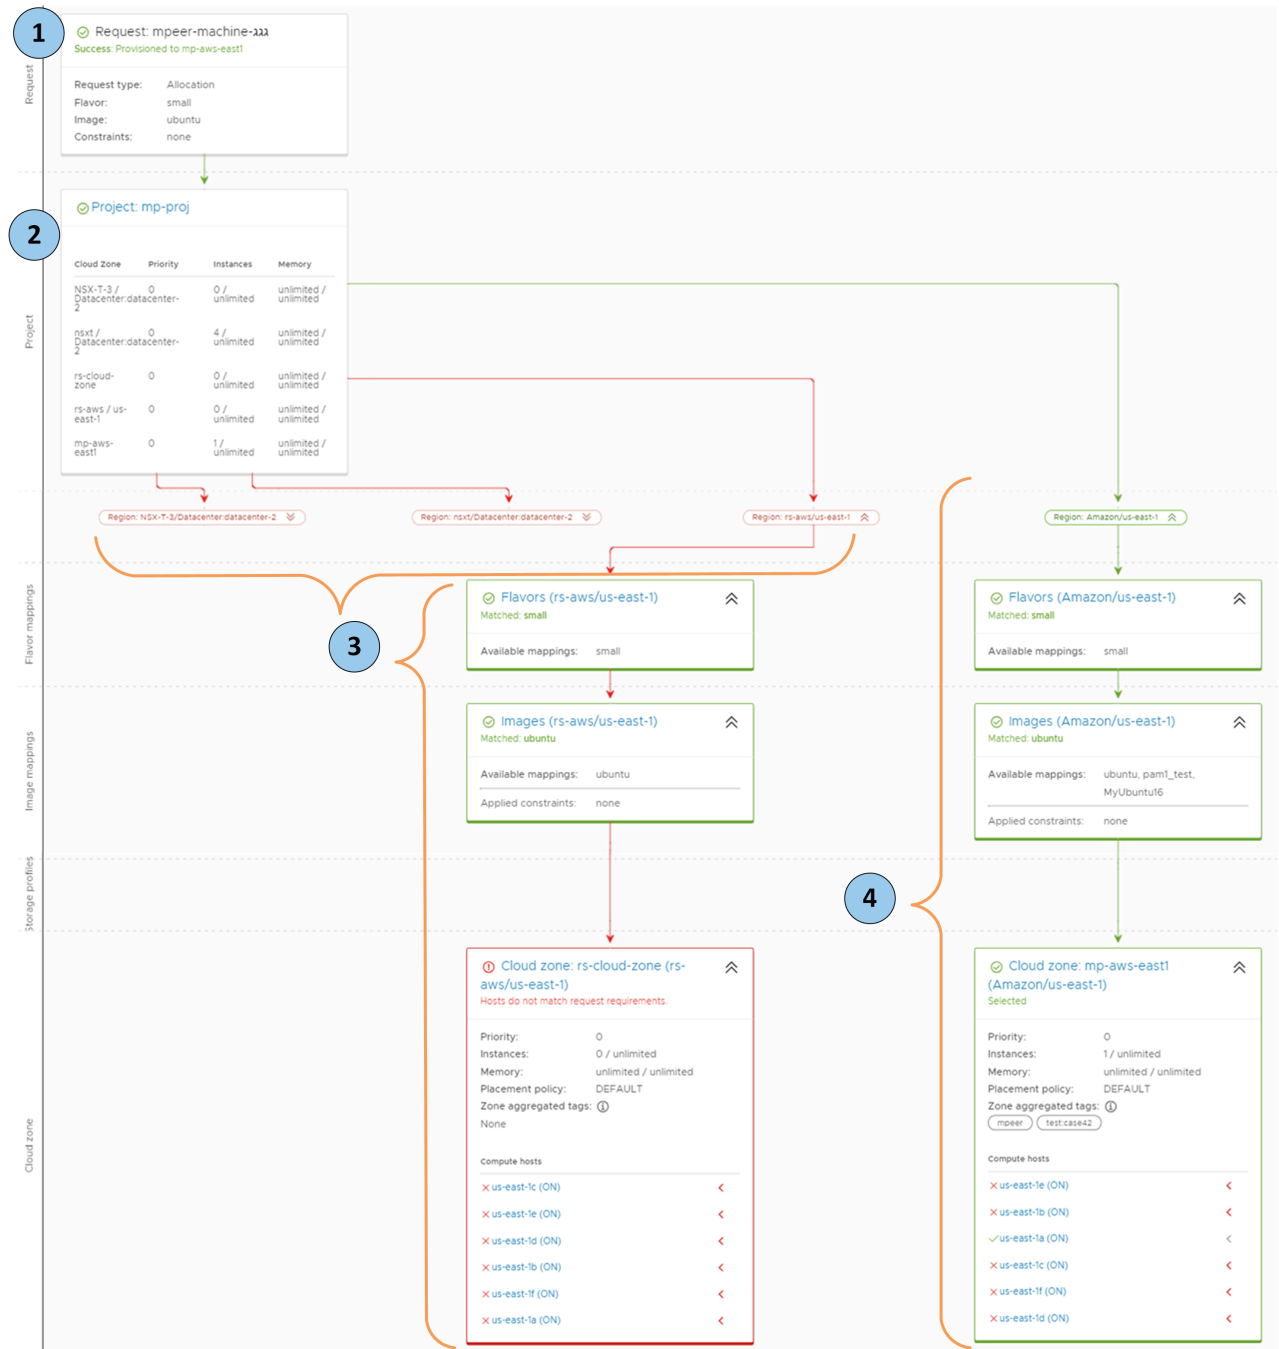 1
Request: mpeer-machine-גגג
Success: Provisioned to mp-aws-east1
Request type: Allocation
Flavor: small
Image: ubuntu
Constraints: none
Request
2
Project: mp-proj
Cloud Zone Priority Instances Memory
NSX-T-3 / 0 0 / unlimited /
Datacenter:datacenter- unlimited unlimited
2
nsxt / 0 4 / unlimited /
Datacenter:datacenter- unlimited unlimited
2
rs-cloud- 0 0 / unlimited /
zone unlimited unlimited
rs-aws / us- 0 0 / unlimited /
east-1 unlimited unlimited
mp-aws- 0 1 / unlimited /
east1 unlimited unlimited
Project
Region: NSX-T-3/Datacenter:datacenter-2
Region: nsxt/Datacenter:datacenter-2
Region: rs-aws/us-east-1
Region: Amazon/us-east-1
3
Flavor mappings
Flavors (rs-aws/us-east-1)
Matched: small
Available mappings: small
Flavors (Amazon/us-east-1)
Matched: small
Available mappings: small
Image mappings
Images (rs-aws/us-east-1)
Matched: ubuntu
Available mappings: ubuntu
Applied constraints: none
Images (Amazon/us-east-1)
Matched: ubuntu
Available mappings: ubuntu, pam1_test,
MyUbuntu16
Applied constraints: none
Storage profiles
4
Cloud zone
Cloud zone: rs-cloud-zone (rs-
aws/us-east-1)
Hosts do not match request requirements.
Priority: 0
Instances: 0 / unlimited
Memory: unlimited / unlimited
Placement policy: DEFAULT
Zone aggregated tags:
None
Compute hosts
us-east-1c (ON)
us-east-1e (ON)
us-east-1d (ON)
us-east-1b (ON)
us-east-1f (ON)
us-east-1a (ON)
Cloud zone: mp-aws-east1
(Amazon/us-east-1)
Selected
Priority: 0
Instances: 1 / unlimited
Memory: unlimited / unlimited
Placement policy: DEFAULT
Zone aggregated tags:
mpeer test:case42
Compute hosts
us-east-1e (ON)
us-east-1b (ON)
us-east-1a (ON)
us-east-1c (ON)
us-east-1f (ON)
us-east-1d (ON)